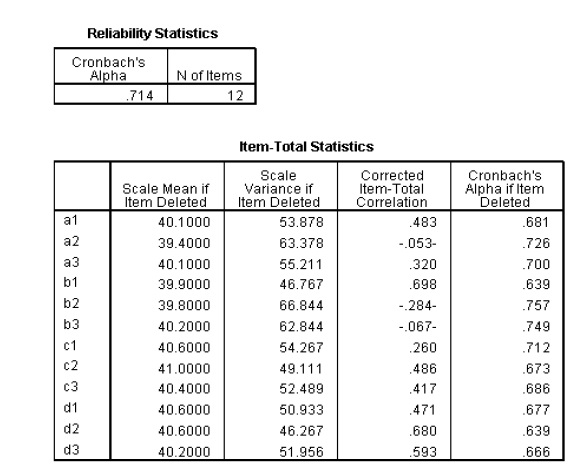 Reliability Statistics
Cronbach's
Alpha N of Items
.714 12
Item-Total Statistics
Scale Mean if
Item Deleted Scale
Variance if
Item Deleted Corrected
Item-Total
Correlation Cronbach's
Alpha if Item
Deleted
a1 40.1000 53.878 .483 .681
a2 39.4000 63.378 -.053- .726
a3 40.1000 55.211 .320 .700
b1 39.9000 46.767 .698 .639
b2 39.8000 66.844 -.284- .757
b3 40.2000 62.844 -.067- .749
c1 40.6000 54.267 .260 .712
c2 41.0000 49.111 .486 .673
c3 40.4000 52.489 .417 .686
d1 40.6000 50.933 .471 .677
d2 40.6000 46.267 .680 .639
d3 40.2000 51.956 .593 .666